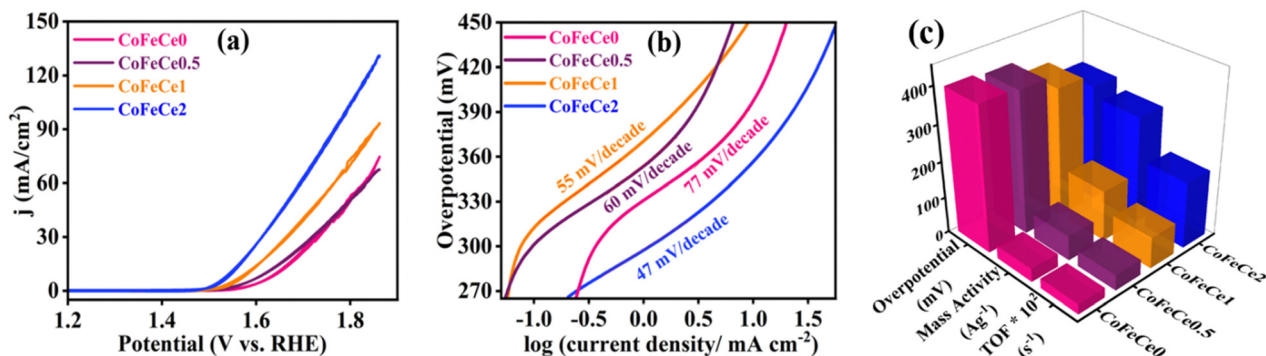 (a)
CoFeCe0
CoFeCe0.5
CoFeCe1
CoFeCe2
150
120
90
60
30
0
j (mA/cm²)
1.2
1.4
1.6
1.8
Potential (V vs. RHE)
(b)
CoFeCe0
CoFeCe0.5
CoFeCe1
CoFeCe2
450
420
390
360
330
300
270
Overpotential (mV)
55 mV/decade
60 mV/decade
77 mV/decade
47 mV/decade
-1.0
-0.5
0.0
0.5
1.0
1.5
log (current density/ mA cm⁻²)
(c)
400
300
200
100
0
Overpotential
(mV)
Mass Activity
(Ag⁻¹)
TOF * 10²
(s⁻¹)
CoFeCe2
CoFeCe1
CoFeCe0.5
CoFeCe0